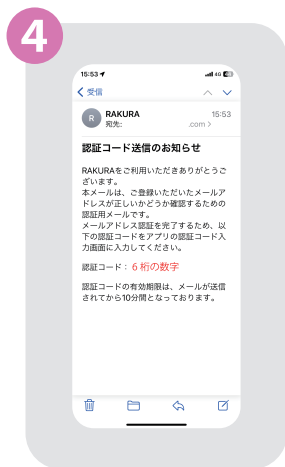 4
15:53
4G
受信
R
RAKURA
15:53
宛先:
.com
認証コード送信のお知らせ
RAKURAをご利用いただきありがとうご
ざいます。
本メールは、ご登録いただいたメールア
ドレスが正しいかどうか確認するための
認証用メールです。
メールアドレス認証を完了するため、以
下の認証コードをアプリの認証コード入
力画面に入力してください。
認証コード：６桁の数字
認証コードの有効期限は、メールが送信
されてから10分間となっております。